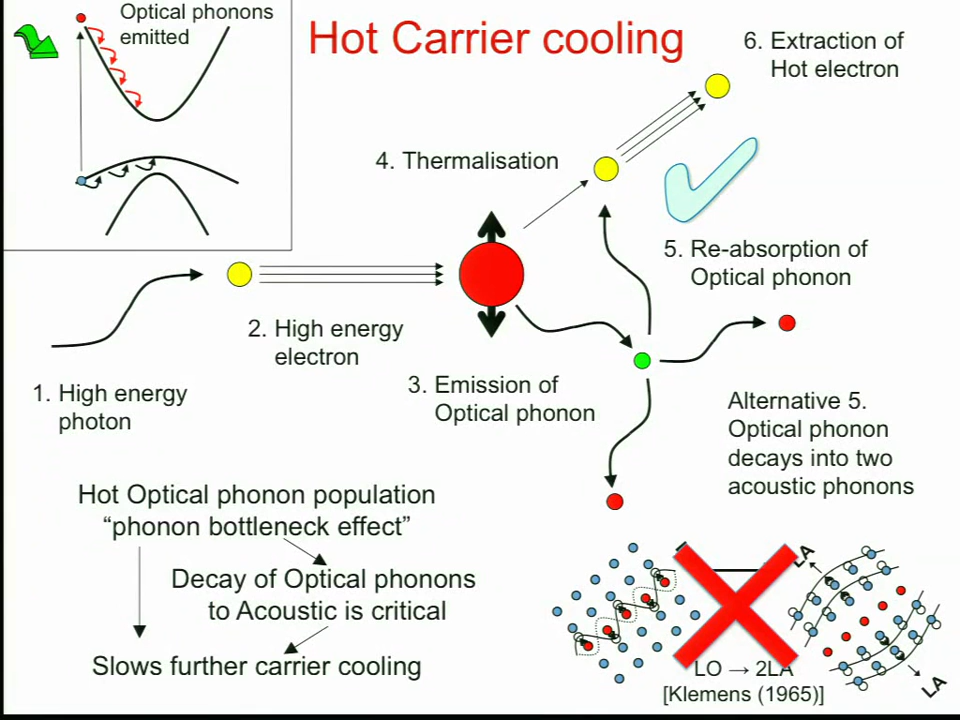 Optical phonons
emitted
Hot Carrier cooling
6. Extraction of
Hot electron
4. Thermalisation
5. Re-absorption of
Optical phonon
2. High energy
electron
1. High energy
photon
3. Emission of
Optical phonon
Alternative 5.
Optical phonon
decays into two
acoustic phonons
Hot Optical phonon population
“phonon bottleneck effect”
Decay of Optical phonons
to Acoustic is critical
Slows further carrier cooling
LA
LO → 2LA
[Klemens (1965)]
LA